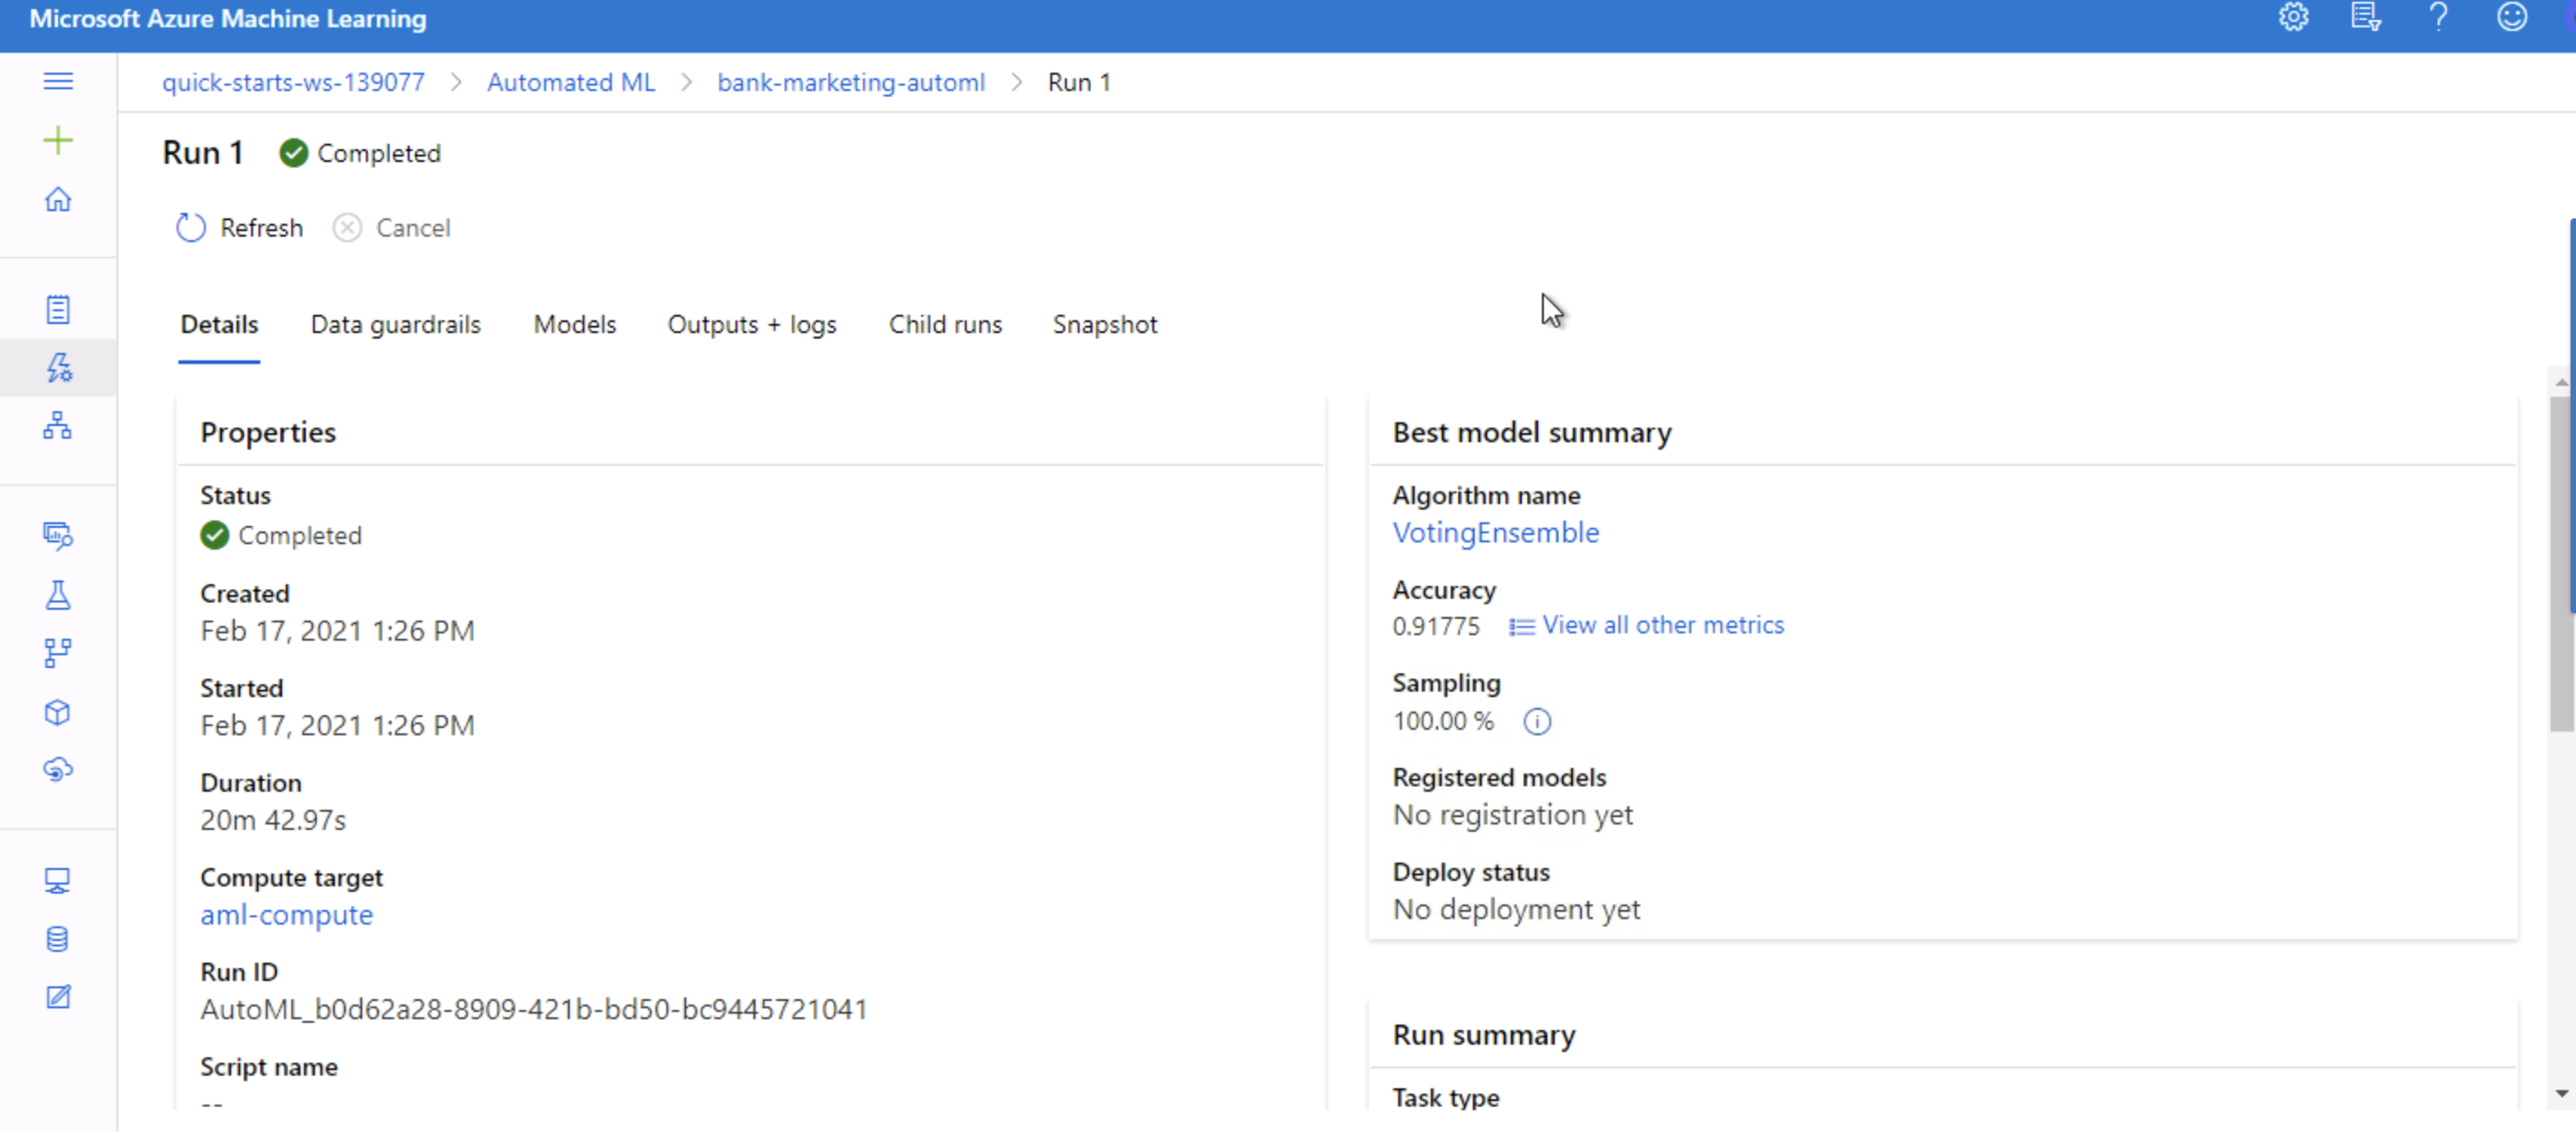 Microsoft Azure Machine Learning
quick-starts-ws-139077 > Automated ML > bank-marketing-automl > Run 1
Run 1 Completed
Refresh Cancel
Details Data guardrails Models Outputs + logs Child runs Snapshot
Properties
Status
Completed
Created
Feb 17, 2021 1:26 PM
Started
Feb 17, 2021 1:26 PM
Duration
20m 42.97s
Compute target
aml-compute
Run ID
AutoML_b0d62a28-8909-421b-bd50-bc9445721041
Script name
--
Best model summary
Algorithm name
VotingEnsemble
Accuracy
0.91775 View all other metrics
Sampling
100.00 %
Registered models
No registration yet
Deploy status
No deployment yet
Run summary
Task type